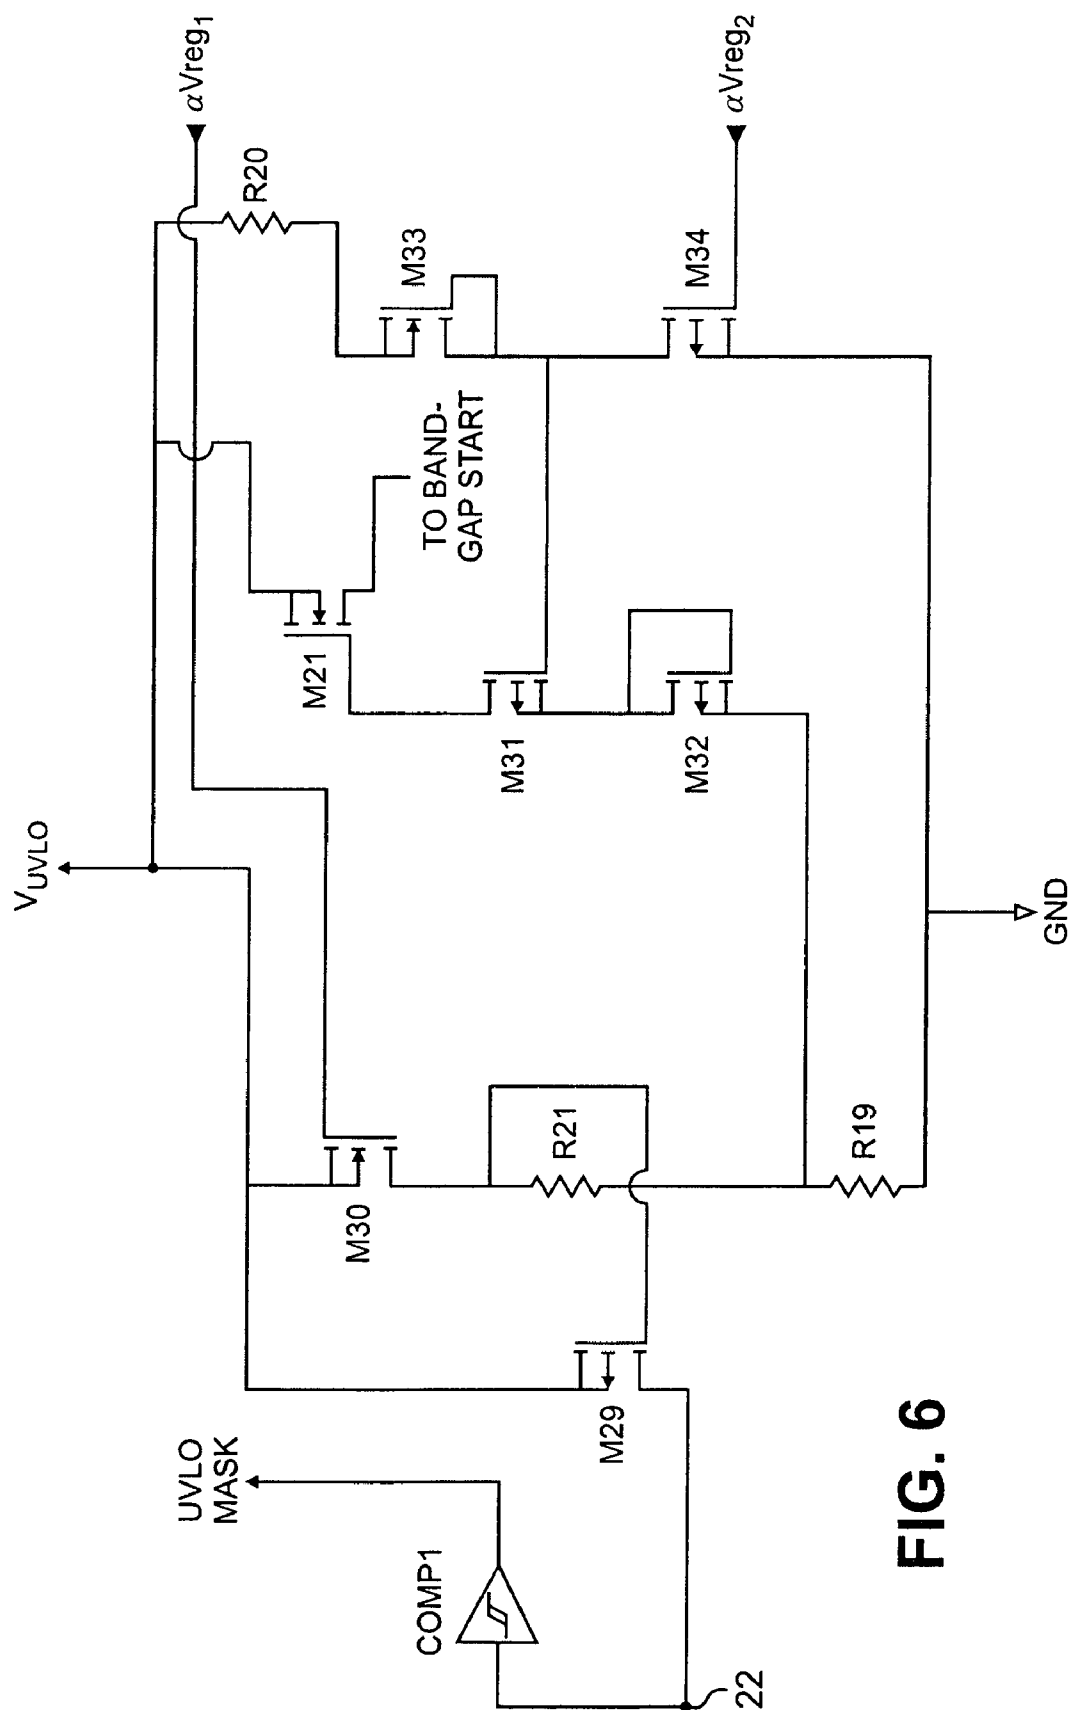 VUVLO
αVreg1
R20
M33
M34
αVreg2
TO BAND-
GAP START
M21
M31
M32
GND
R21
R19
M30
M29
UVLO
MASK
COMP1
22
FIG. 6